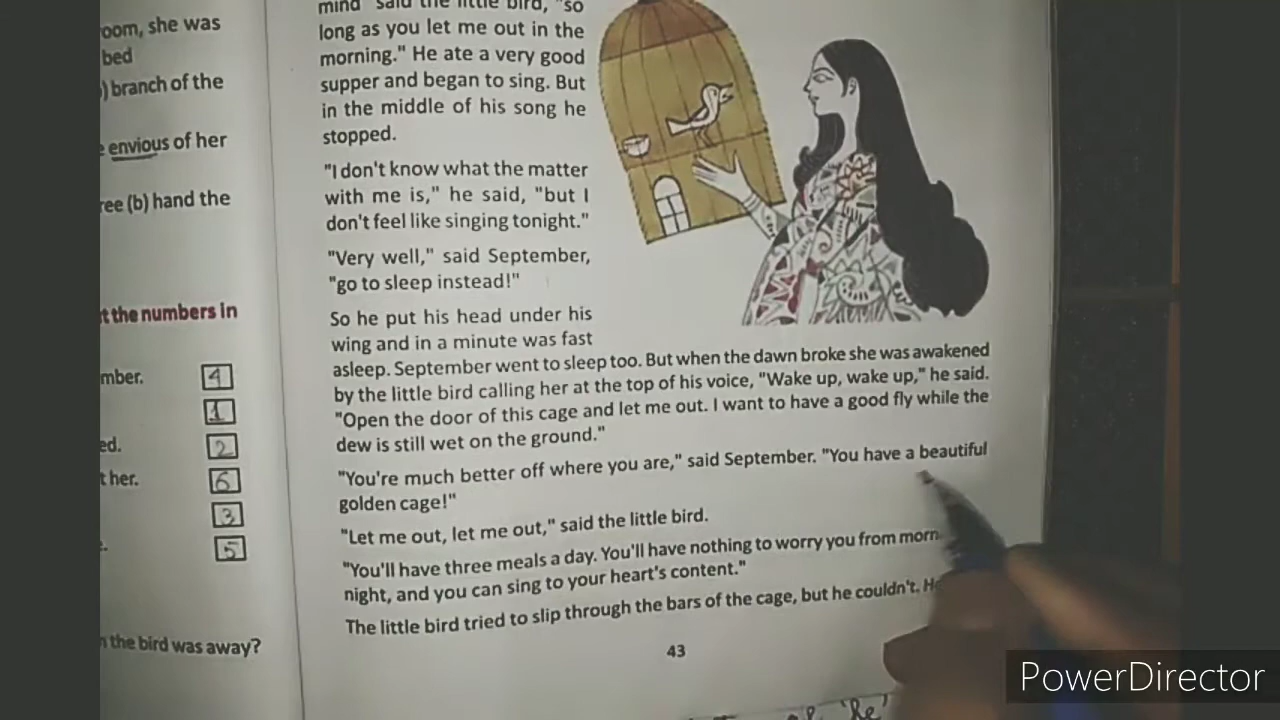 oom, she was
bed
) branch of the
envious of her
ree (b) hand the
t the numbers in
mber.
4
1
ed.
2
t her.
6
3
5
n the bird was away?
mind" said the little bird, "so
long as you let me out in the
morning." He ate a very good
supper and began to sing. But
in the middle of his song he
stopped.
"I don't know what the matter
with me is," he said, "but I
don't feel like singing tonight."
"Very well," said September,
"go to sleep instead!"
So he put his head under his
wing and in a minute was fast
asleep. September went to sleep too. But when the dawn broke she was awakened
by the little bird calling her at the top of his voice, "Wake up, wake up," he said.
"Open the door of this cage and let me out. I want to have a good fly while the
dew is still wet on the ground."
"You're much better off where you are," said September. "You have a beautiful
golden cage!"
"Let me out, let me out," said the little bird.
"You'll have three meals a day. You'll have nothing to worry you from morn
night, and you can sing to your heart's content."
The little bird tried to slip through the bars of the cage, but he couldn't. He
43
'he'
PowerDirector